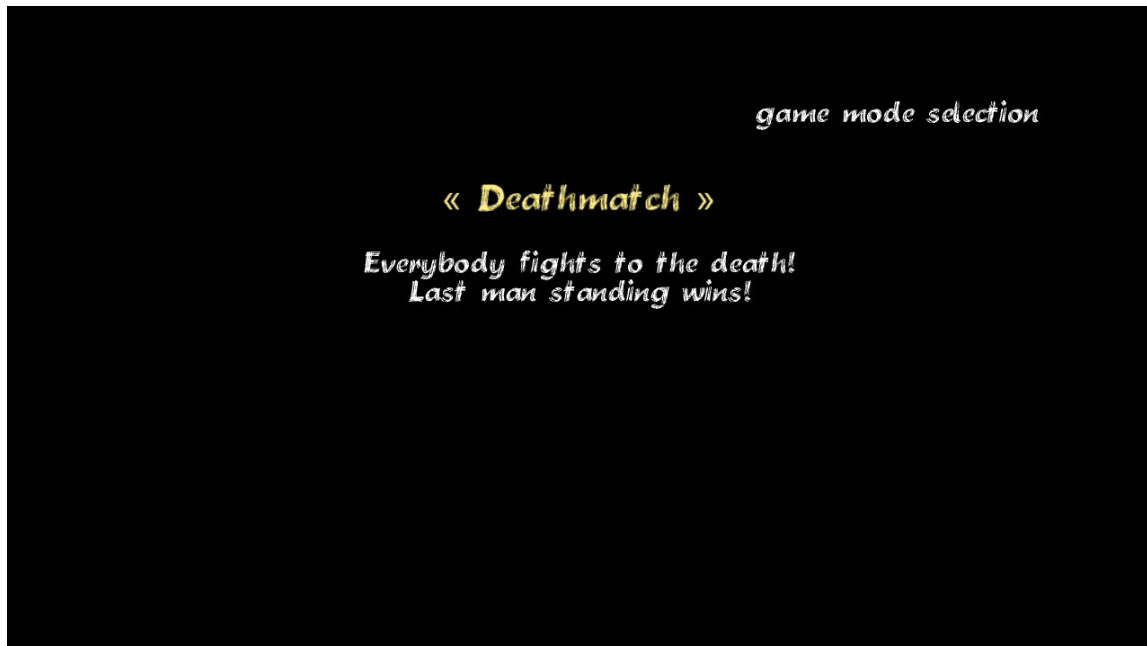 game mode selection
« Deathmatch »
Everybody fights to the death!
Last man standing wins!